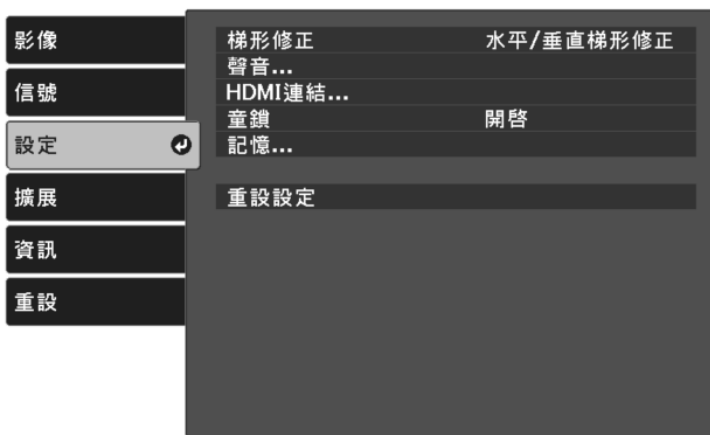 影像
信號
設定
擴展
資訊
重設
梯形修正 水平/垂直梯形修正
聲音...
HDMI連結...
童鎖 開啓
記憶...
重設設定